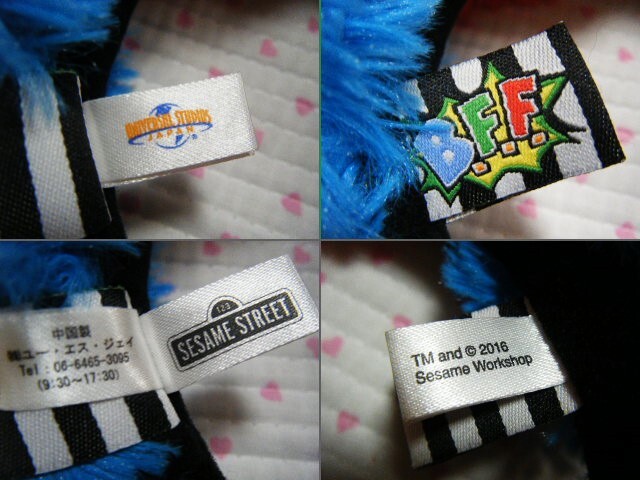 UNIVERSAL STUDIOS
JAPAN
®
B.F.F.
中国製
㈱ユー・エス・ジェイ
Tel : 06-6465-3095
(9:30～17:30)
123
SESAME STREET
TM and © 2016
Sesame Workshop